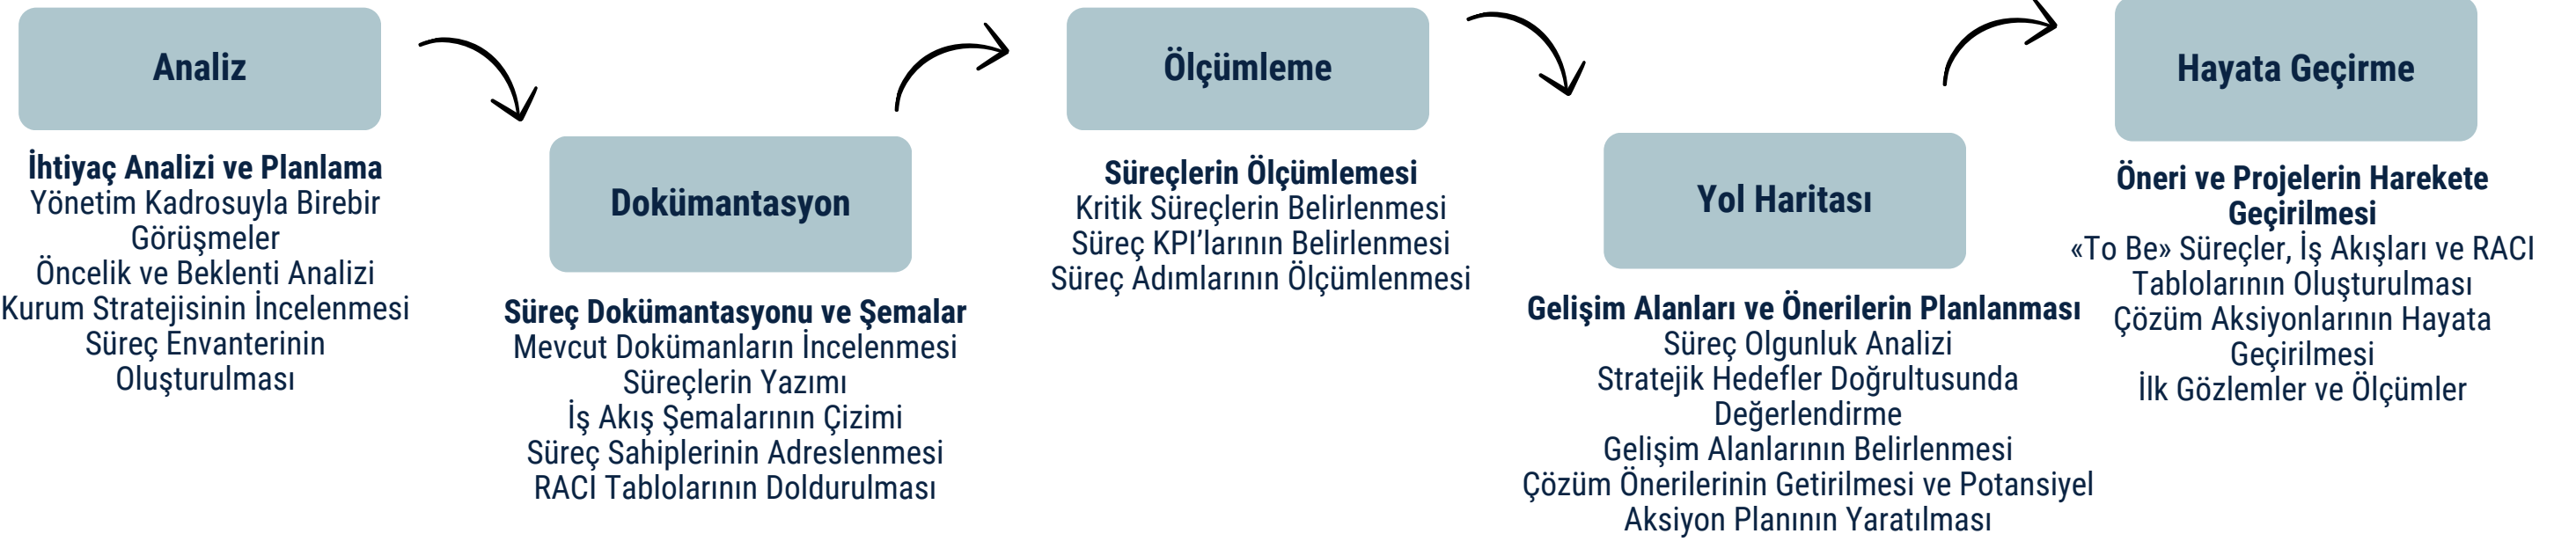 Analiz
İhtiyaç Analizi ve Planlama
Yönetim Kadrosuyla Birebir
Görüşmeler
Öncelik ve Beklenti Analizi
Kurum Stratejisinin İncelenmesi
Süreç Envanterinin
Oluşturulması
Dokümantasyon
Süreç Dokümantasyonu ve Şemalar
Mevcut Dokümanların İncelenmesi
Süreçlerin Yazımı
İş Akış Şemalarının Çizimi
Süreç Sahiplerinin Adreslenmesi
RACI Tablolarının Doldurulması
Ölçümleme
Süreçlerin Ölçümlemesi
Kritik Süreçlerin Belirlenmesi
Süreç KPI’larının Belirlenmesi
Süreç Adımlarının Ölçümlenmesi
Yol Haritası
Gelişim Alanları ve Önerilerin Planlanması
Süreç Olgunluk Analizi
Stratejik Hedefler Doğrultusunda
Değerlendirme
Gelişim Alanlarının Belirlenmesi
Çözüm Önerilerinin Getirilmesi ve Potansiyel
Aksiyon Planının Yaratılması
Hayata Geçirme
Öneri ve Projelerin Harekete
Geçirilmesi
«To Be» Süreçler, İş Akışları ve RACI
Tablolarının Oluşturulması
Çözüm Aksiyonlarının Hayata
Geçirilmesi
İlk Gözlemler ve Ölçümler